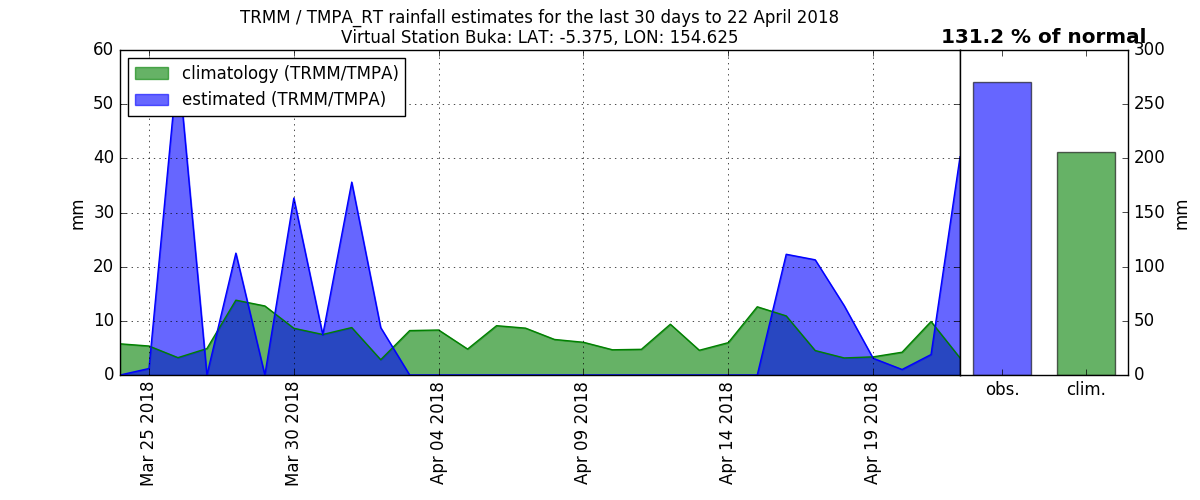 TRMM / TMPA_RT rainfall estimates for the last 30 days to 22 April 2018
Virtual Station Buka: LAT: -5.375, LON: 154.625
131.2 % of normal
climatology (TRMM/TMPA)
estimated (TRMM/TMPA)
60
50
40
30
20
10
0
mm
Mar 25 2018
Mar 30 2018
Apr 04 2018
Apr 09 2018
Apr 14 2018
Apr 19 2018
obs.
clim.
300
250
200
150
100
50
0
mm